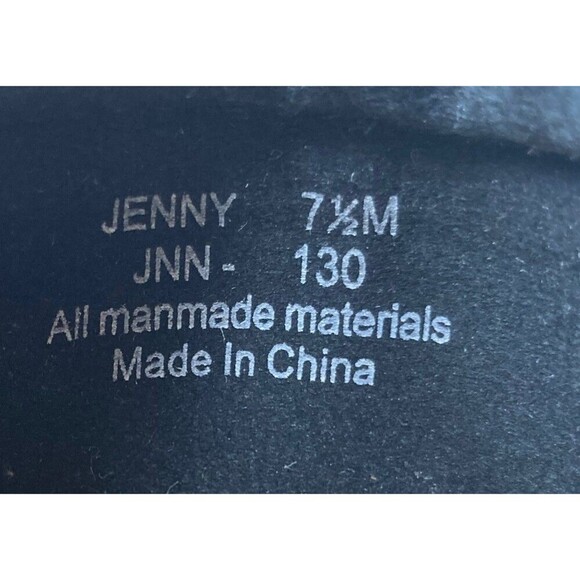 JENNY 7½M
JNN - 130
All manmade materials
Made In China